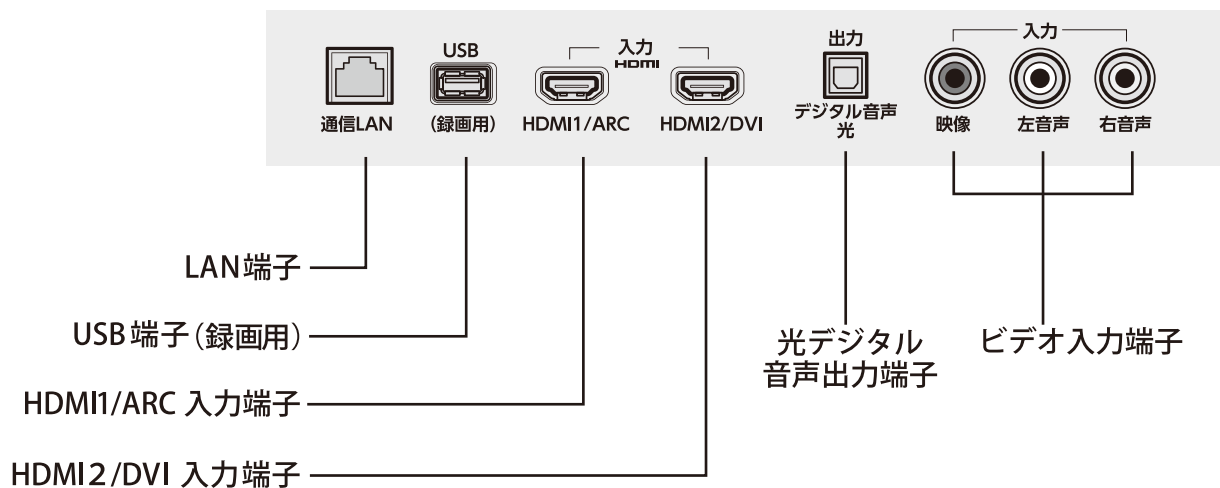 USB
入力
HDMI
出力
入力
通信LAN
(録画用)
HDMI1/ARC
HDMI2/DVI
デジタル音声
光
映像
左音声
右音声
LAN端子
USB端子(録画用)
HDMI1/ARC 入力端子
HDMI2/DVI 入力端子
光デジタル
音声出力端子
ビデオ入力端子